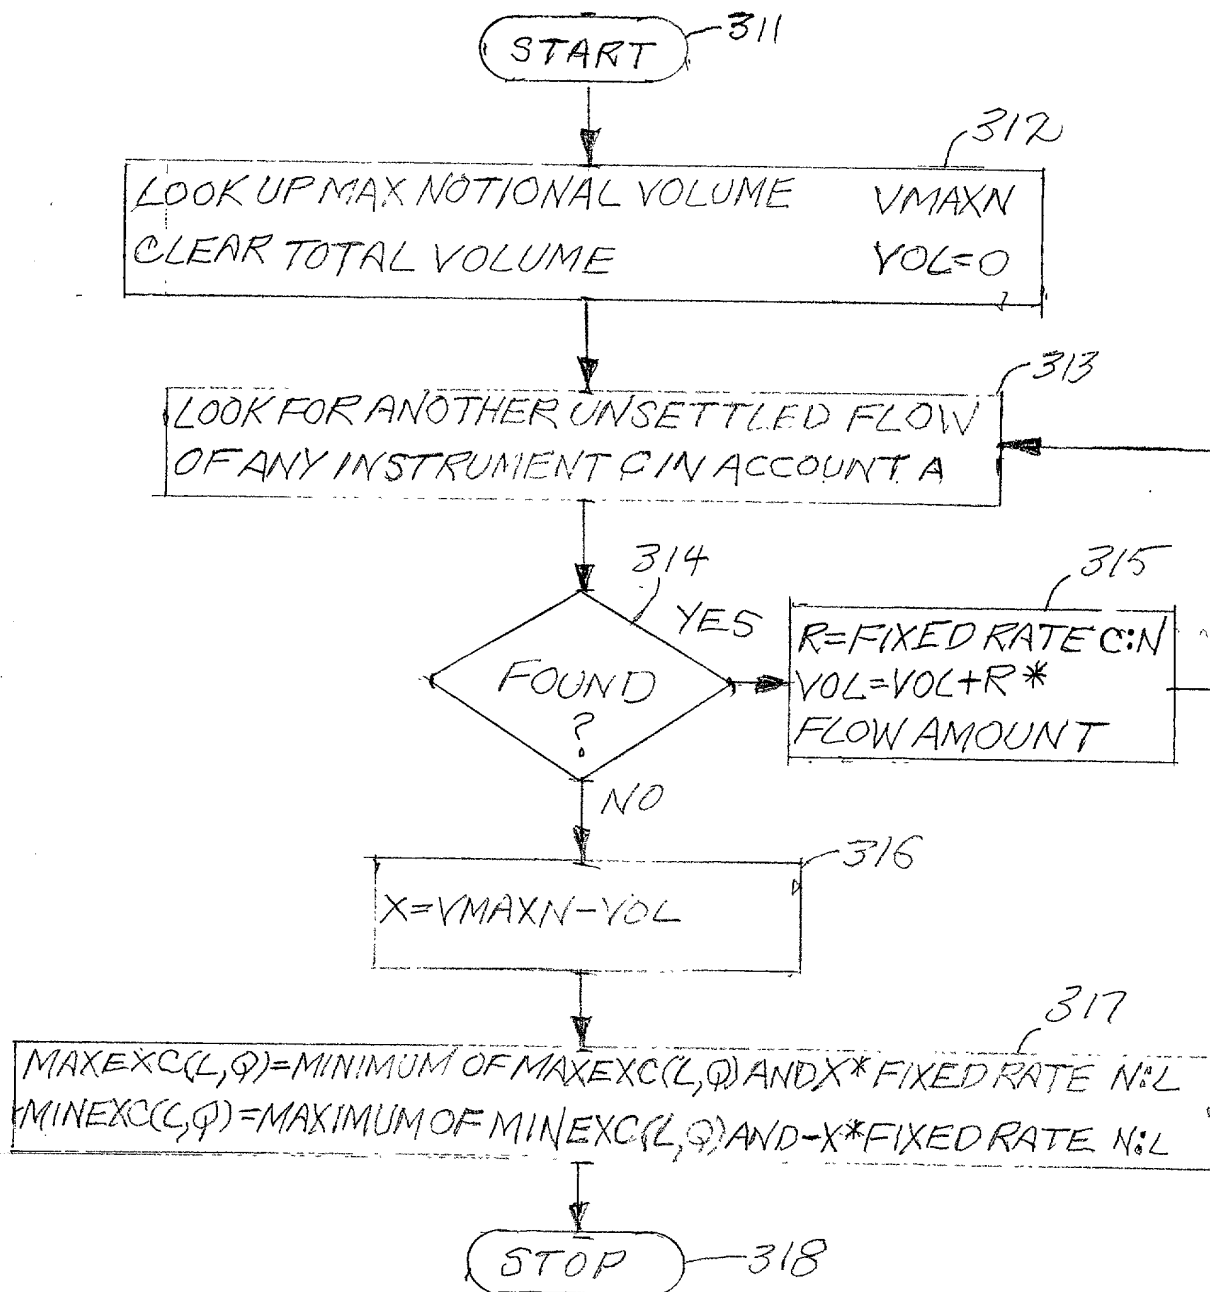 START
311
312
LOOK UP MAX NOTIONAL VOLUME VMAXN
CLEAR TOTAL VOLUME VOL=0
313
LOOK FOR ANOTHER UNSETTLED FLOW
OF ANY INSTRUMENT C IN ACCOUNT A
314
FOUND
?
YES
315
R=FIXED RATE C:N
VOL=VOL+R*
FLOW AMOUNT
NO
316
X=VMAXN-VOL
317
MAXEXC(L,Q)=MINIMUM OF MAXEXC(L,Q) AND X* FIXED RATE N:L
MINEXC(L,Q)=MAXIMUM OF MINEXC(L,Q) AND -X* FIXED RATE N:L
STOP
318